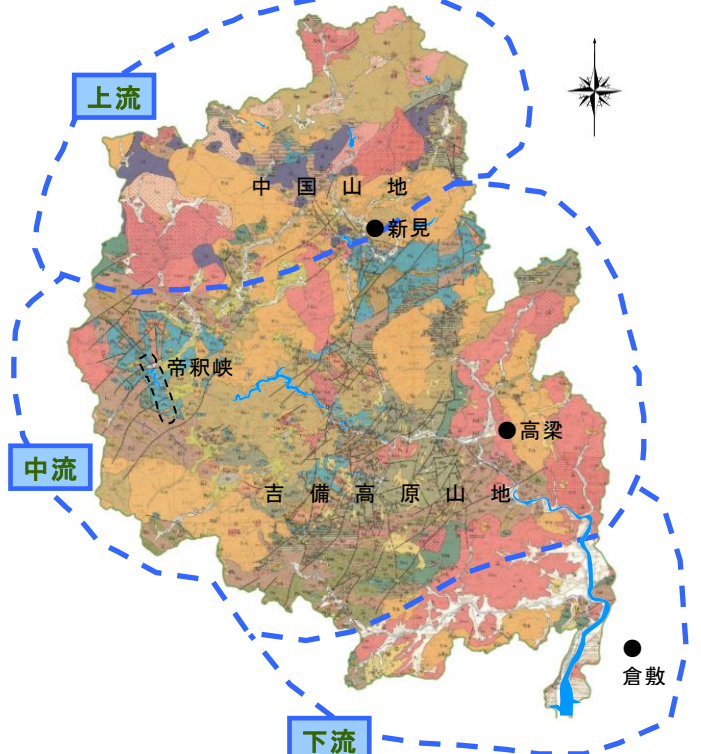 上流
中国山地
新見
帝釈峡
高梁
中流
吉備高原山地
倉敷
下流